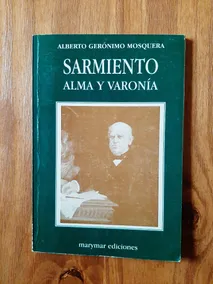 ALBERTO GERÓNIMO MOSQUERA
SARMIENTO
ALMA Y VARONÍA
marymar ediciones